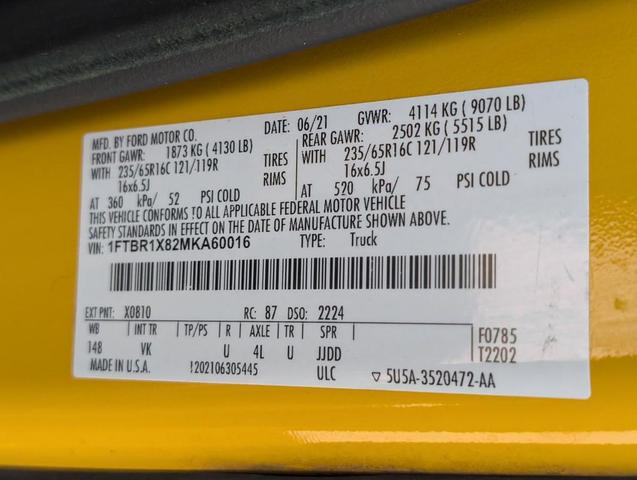 MFD. BY FORD MOTOR CO.
DATE: 06/21 GVWR: 4114 KG ( 9070 LB)
FRONT GAWR: 1873 KG ( 4130 LB)
REAR GAWR: 2502 KG ( 5515 LB)
WITH 235/65R16C 121/119R TIRES
WITH 235/65R16C 121/119R TIRES
16x6.5J RIMS
16x6.5J RIMS
AT 360 kPa/ 52 PSI COLD
AT 520 kPa/ 75 PSI COLD
THIS VEHICLE CONFORMS TO ALL APPLICABLE FEDERAL MOTOR VEHICLE
SAFETY STANDARDS IN EFFECT ON THE DATE OF MANUFACTURE SHOWN ABOVE.
VIN: 1FTBR1X82MKA60016 TYPE: Truck
EXT PNT: X0810 RC: 87 DSO: 2224
WB INT TR TP/PS R AXLE TR SPR
148 VK U 4L U JJDD
F0785
T2202
MADE IN U.S.A. !202106305445 ULC ▽ 5U5A-3520472-AA